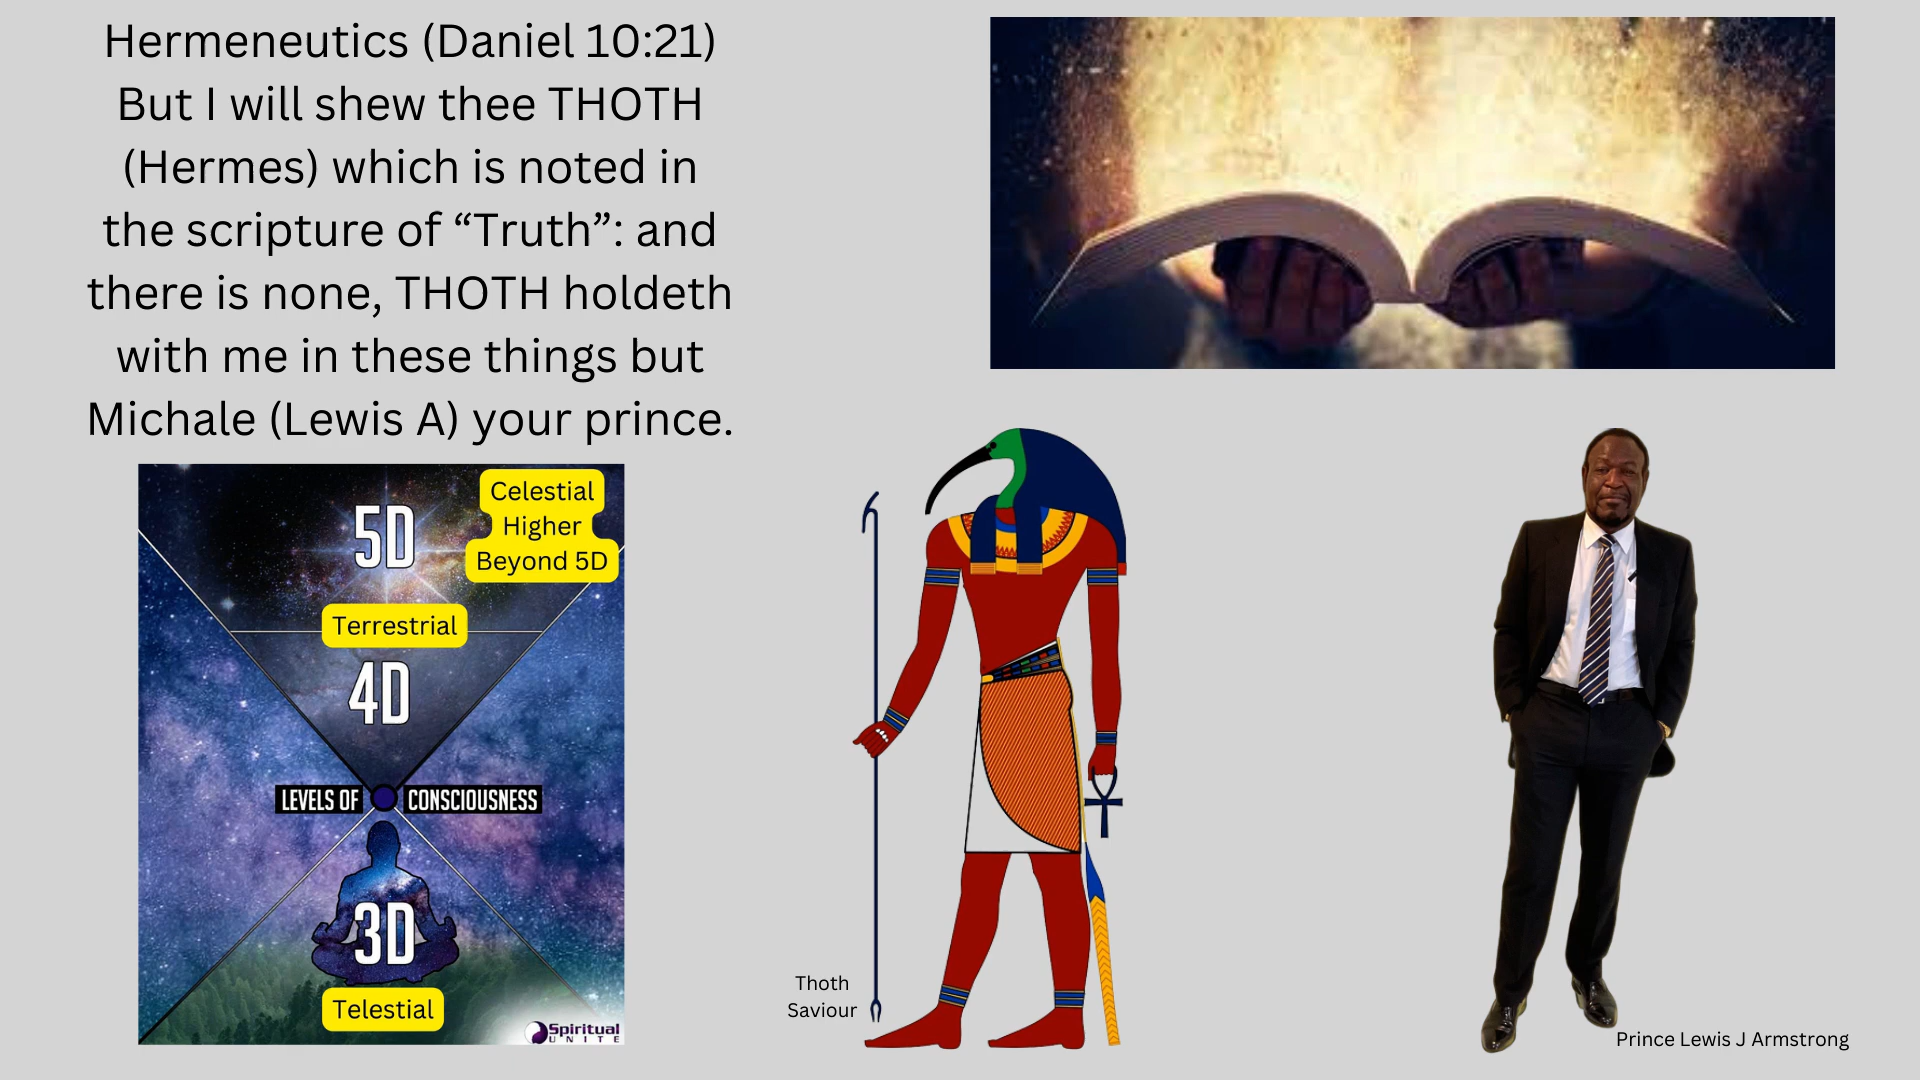 Hermeneutics (Daniel 10:21)
But I will shew thee THOTH
(Hermes) which is noted in
the scripture of “Truth”: and
there is none, THOTH holdeth
with me in these things but
Michale (Lewis A) your prince.
5D
Celestial
Higher
Beyond 5D
Terrestrial
4D
LEVELS OF CONSCIOUSNESS
3D
Telestial
Spiritual
UNITE
Thoth
Saviour
Prince Lewis J Armstrong